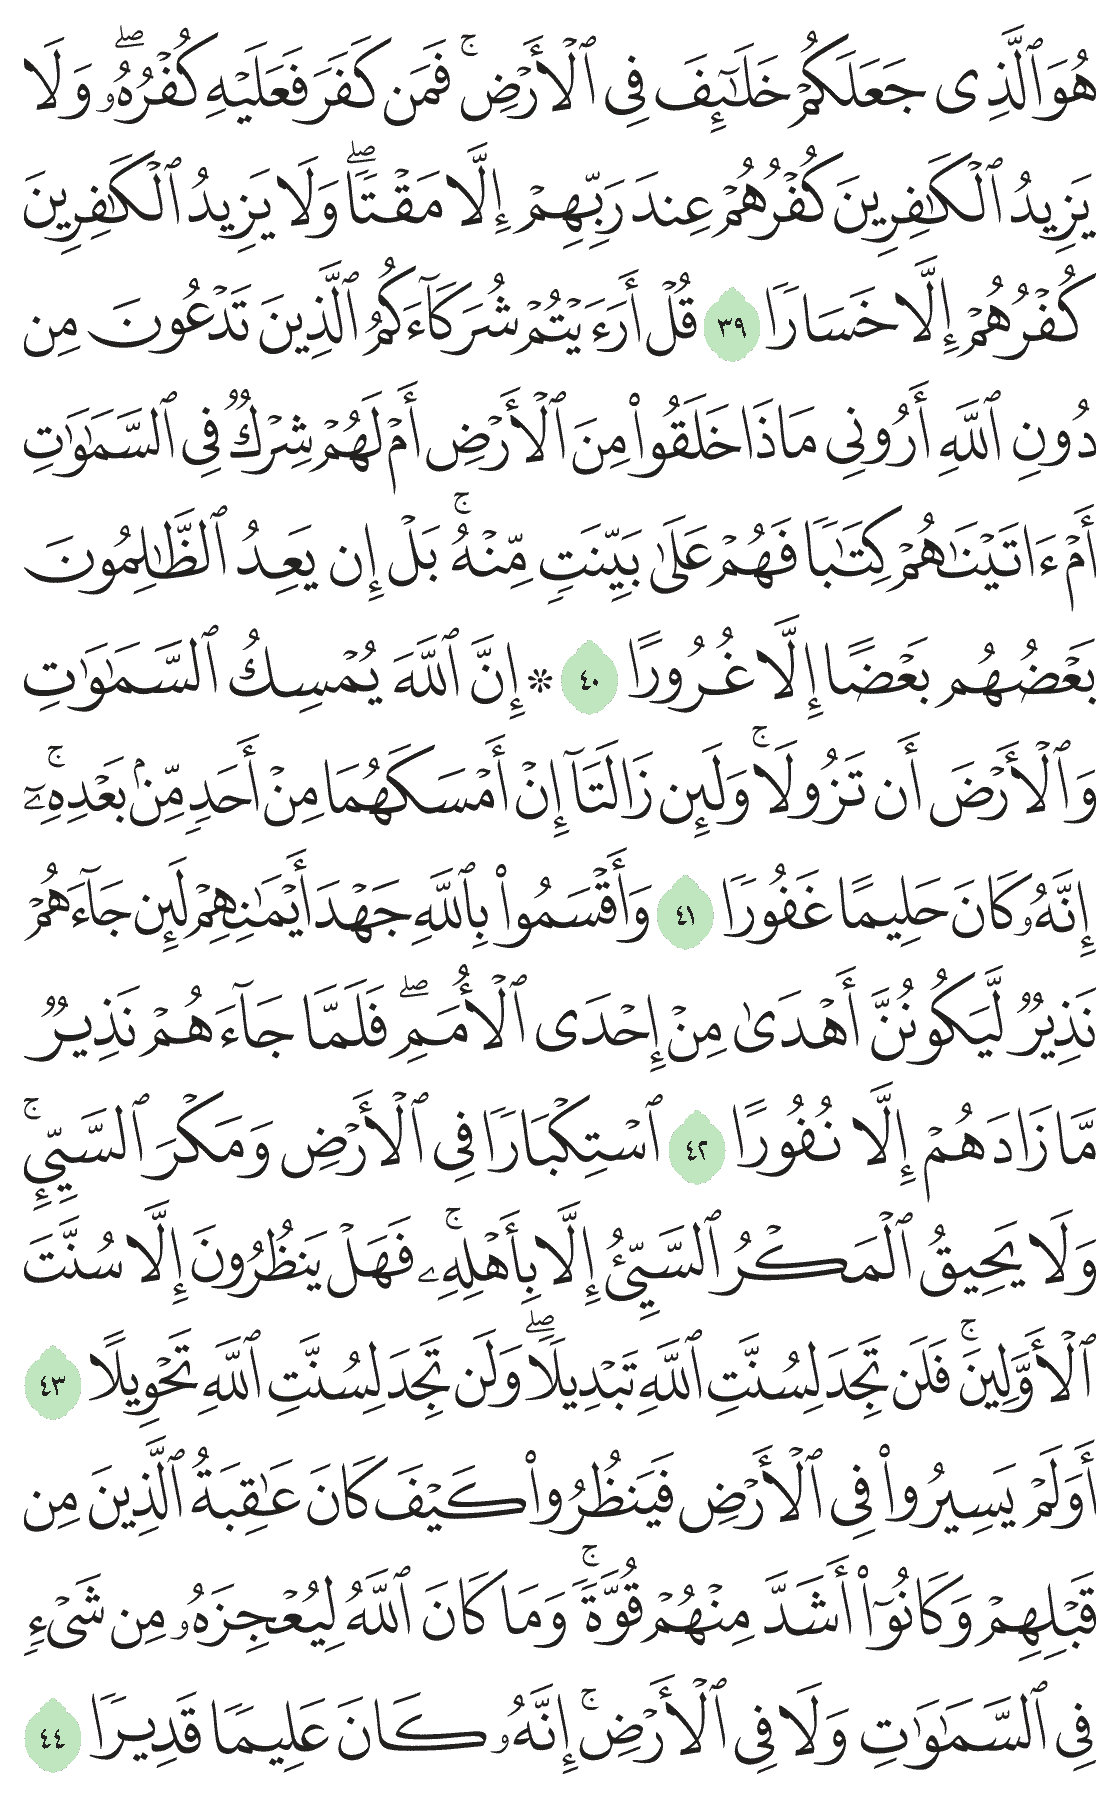 هُوَ ٱلَّذِى جَعَلَكُمْ خَلَـٰٓئِفَ فِى ٱلْأَرْضِ ۚ فَمَن كَفَرَ فَعَلَيْهِ كُفْرُهُۥ ۖ وَلَا
يَزِيدُ ٱلْكَـٰفِرِينَ كُفْرُهُمْ عِندَ رَبِّهِمْ إِلَّا مَقْتًا ۖ وَلَا يَزِيدُ ٱلْكَـٰفِرِينَ
كُفْرُهُمْ إِلَّا خَسَارًا ٣٩ قُلْ أَرَءَيْتُمْ شُرَكَآءَكُمُ ٱلَّذِينَ تَدْعُونَ مِن
دُونِ ٱللَّهِ أَرُونِى مَاذَا خَلَقُوا۟ مِنَ ٱلْأَرْضِ أَمْ لَهُمْ شِرْكٌ فِى ٱلسَّمَـٰوَٰتِ
أَمْ ءَاتَيْنَـٰهُمْ كِتَـٰبًا فَهُمْ عَلَىٰ بَيِّنَتٍ مِّنْهُ ۚ بَلْ إِن يَعِدُ ٱلظَّـٰلِمُونَ
بَعْضُهُم بَعْضًا إِلَّا غُرُورًا ٤٠ ۞ إِنَّ ٱللَّهَ يُمْسِكُ ٱلسَّمَـٰوَٰتِ
وَٱلْأَرْضَ أَن تَزُولَا ۚ وَلَئِن زَالَتَآ إِنْ أَمْسَكَهُمَا مِنْ أَحَدٍ مِّنۢ بَعْدِهِۦٓ ۚ
إِنَّهُۥ كَانَ حَلِيمًا غَفُورًا ٤١ وَأَقْسَمُوا۟ بِٱللَّهِ جَهْدَ أَيْمَـٰنِهِمْ لَئِن جَآءَهُمْ
نَذِيرٌ لَّيَكُونُنَّ أَهْدَىٰ مِنْ إِحْدَى ٱلْأُمَمِ ۖ فَلَمَّا جَآءَهُمْ نَذِيرٌ
مَّا زَادَهُمْ إِلَّا نُفُورًا ٤٢ ٱسْتِكْبَارًا فِى ٱلْأَرْضِ وَمَكْرَ ٱلسَّيِّئِ ۚ
وَلَا يَحِيقُ ٱلْمَكْرُ ٱلسَّيِّئُ إِلَّا بِأَهْلِهِۦ ۚ فَهَلْ يَنظُرُونَ إِلَّا سُنَّتَ
ٱلْأَوَّلِينَ ۚ فَلَن تَجِدَ لِسُنَّتِ ٱللَّهِ تَبْدِيلًا ۖ وَلَن تَجِدَ لِسُنَّتِ ٱللَّهِ تَحْوِيلًا ٤٣
أَوَلَمْ يَسِيرُوا۟ فِى ٱلْأَرْضِ فَيَنظُرُوا۟ كَيْفَ كَانَ عَـٰقِبَةُ ٱلَّذِينَ مِن
قَبْلِهِمْ وَكَانُوٓا۟ أَشَدَّ مِنْهُمْ قُوَّةً ۚ وَمَا كَانَ ٱللَّهُ لِيُعْجِزَهُۥ مِن شَىْءٍ
فِى ٱلسَّمَـٰوَٰتِ وَلَا فِى ٱلْأَرْضِ ۚ إِنَّهُۥ كَانَ عَلِيمًا قَدِيرًا ٤٤